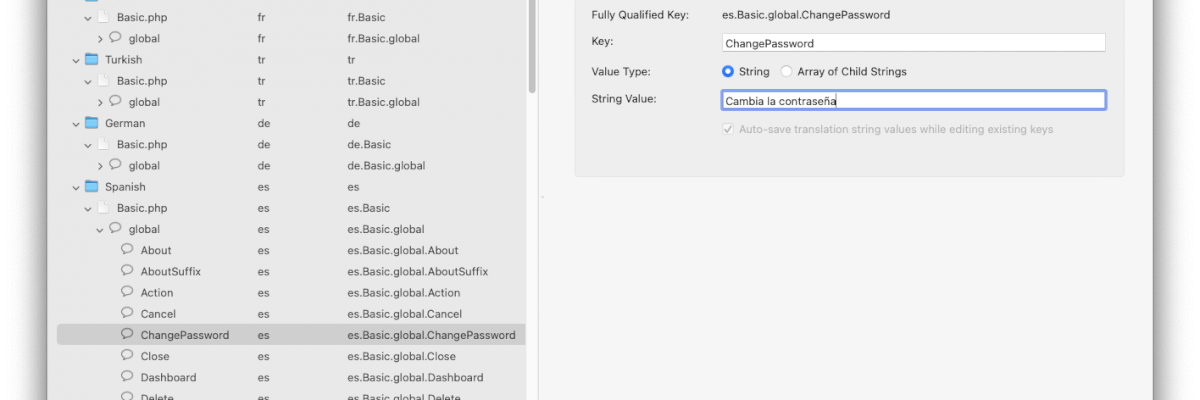 Basic.php fr fr.Basic
global fr fr.Basic.global
Turkish tr tr
Basic.php tr tr.Basic
global tr tr.Basic.global
German de de
Basic.php de de.Basic
global de de.Basic.global
Spanish es es
Basic.php es es.Basic
global es es.Basic.global
About es es.Basic.global.About
AboutSuffix es es.Basic.global.AboutSuffix
Action es es.Basic.global.Action
Cancel es es.Basic.global.Cancel
ChangePassword es es.Basic.global.ChangePassword
Close es es.Basic.global.Close
Dashboard es es.Basic.global.Dashboard
Delete es es.Basic.global.Delete
Fully Qualified Key: es.Basic.global.ChangePassword
Key: ChangePassword
Value Type: String Array of Child Strings
String Value: Cambia la contraseña
Auto-save translation string values while editing existing keys